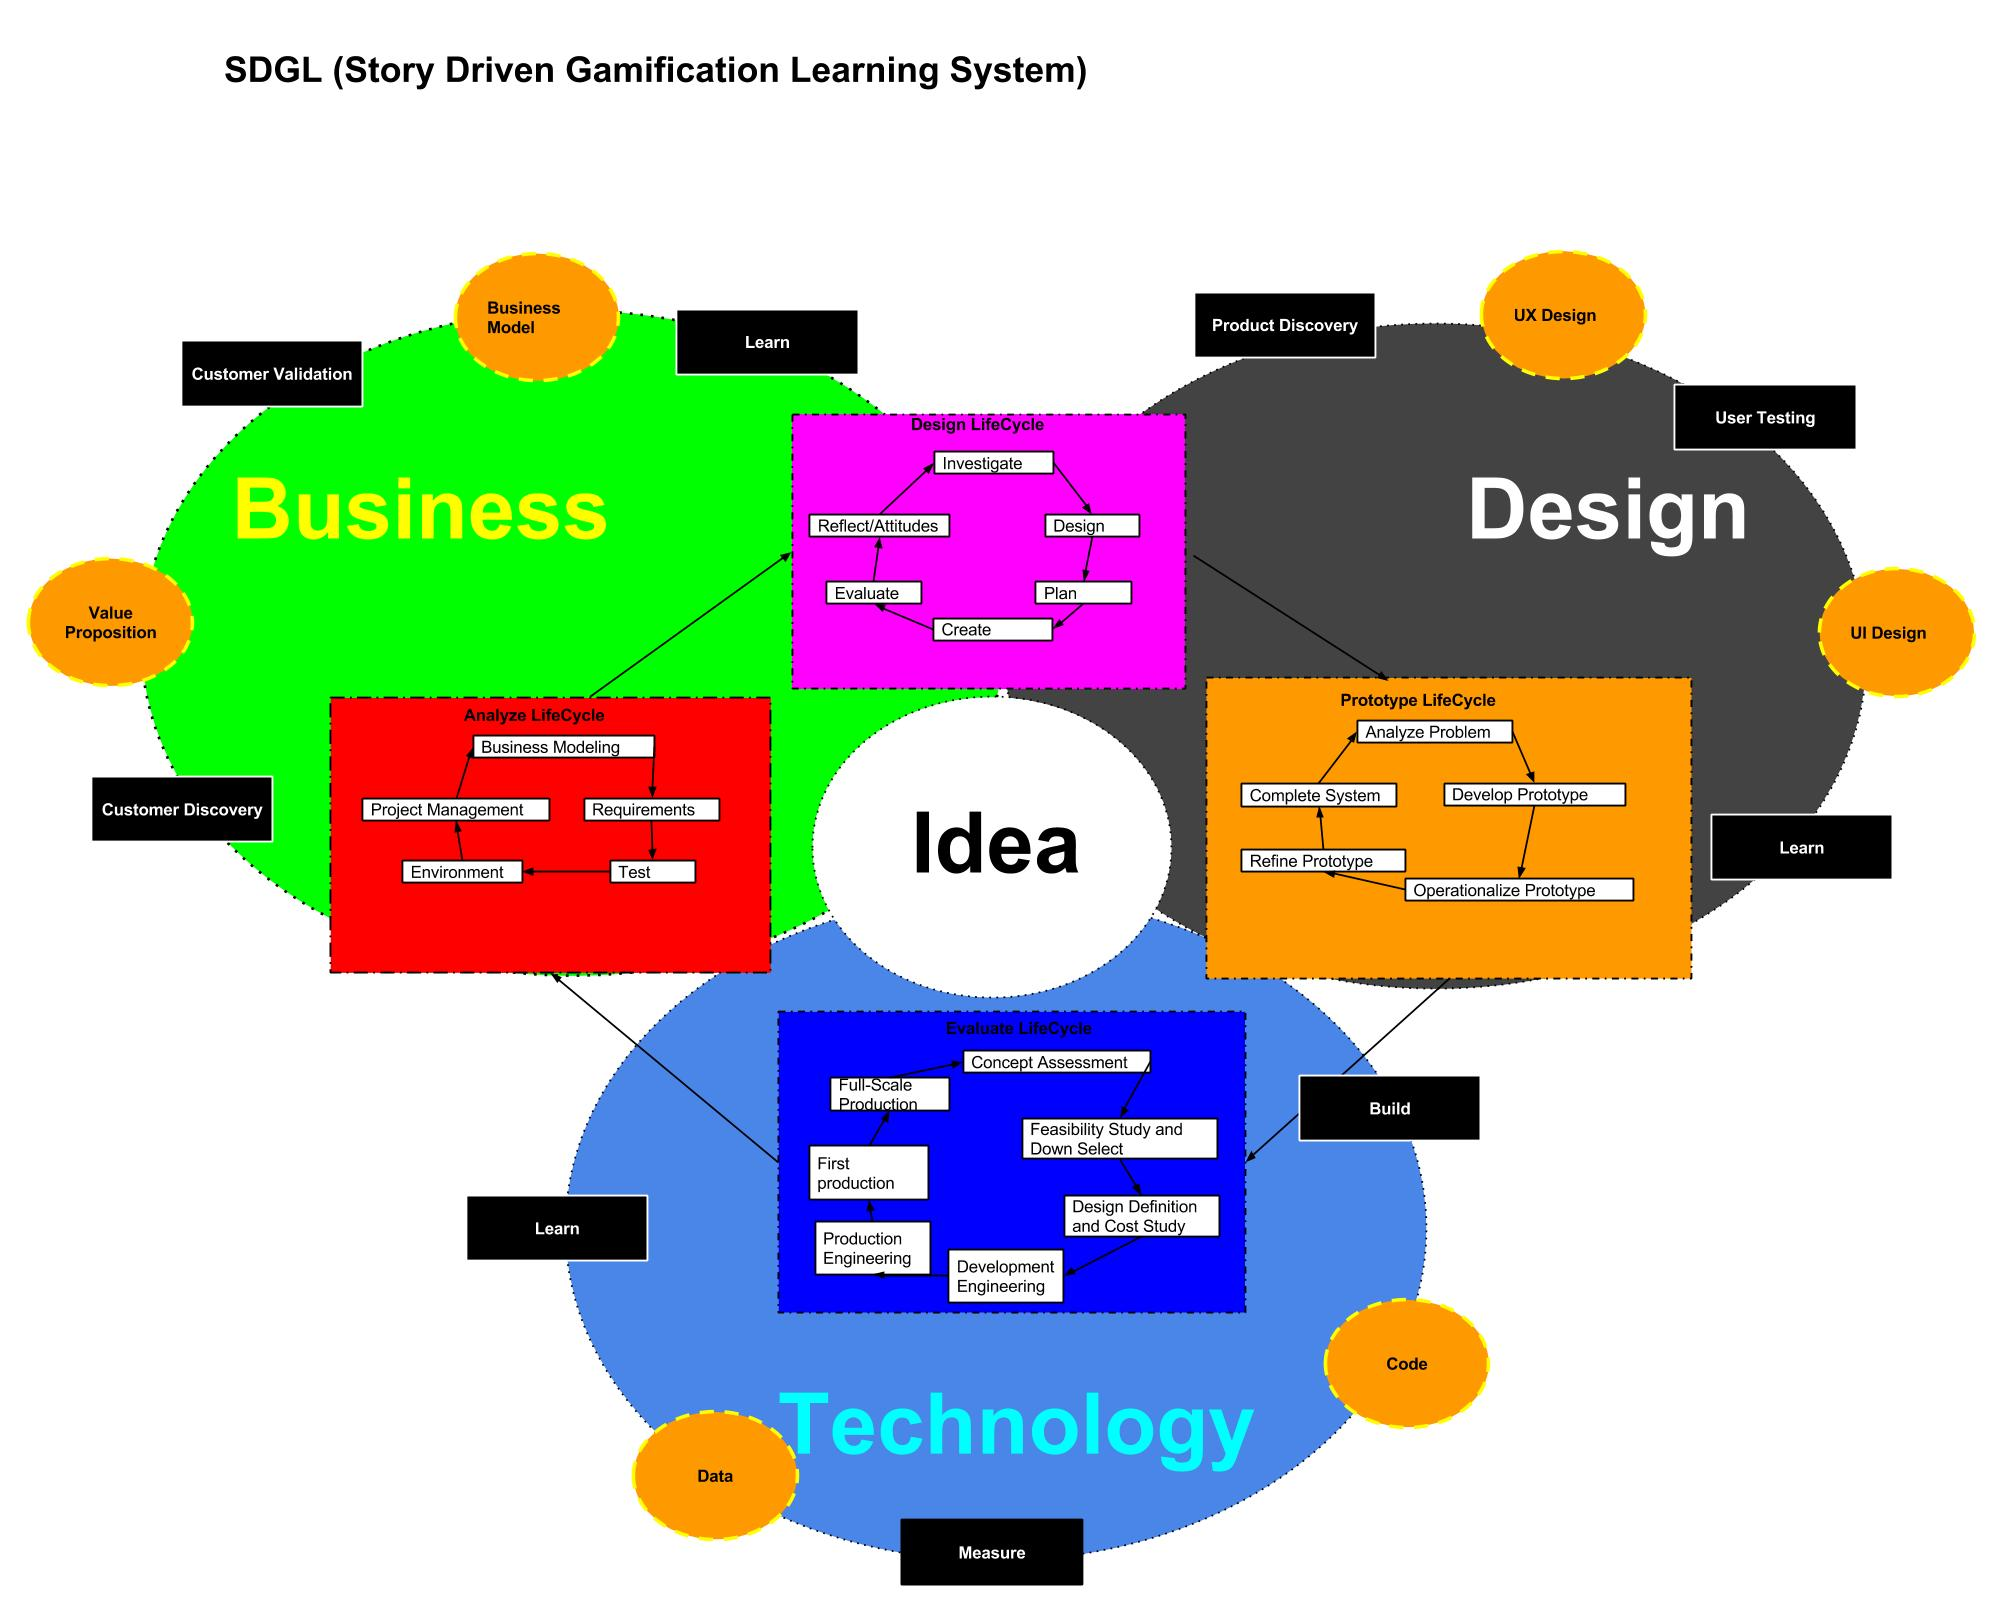 SDGL (Story Driven Gamification Learning System)
Business
Model
Learn
Customer Validation
Business
Value
Proposition
Customer Discovery
Product Discovery
UX Design
User Testing
Design
UI Design
Learn
Design LifeCycle
Investigate
Design
Plan
Create
Evaluate
Reflect/Attitudes
Analyze LifeCycle
Business Modeling
Requirements
Test
Environment
Project Management
Idea
Prototype LifeCycle
Analyze Problem
Develop Prototype
Operationalize Prototype
Refine Prototype
Complete System
Evaluate LifeCycle
Concept Assessment
Feasibility Study and
Down Select
Design Definition
and Cost Study
Development
Engineering
Production
Engineering
First
production
Full-Scale
Production
Build
Learn
Code
Technology
Data
Measure